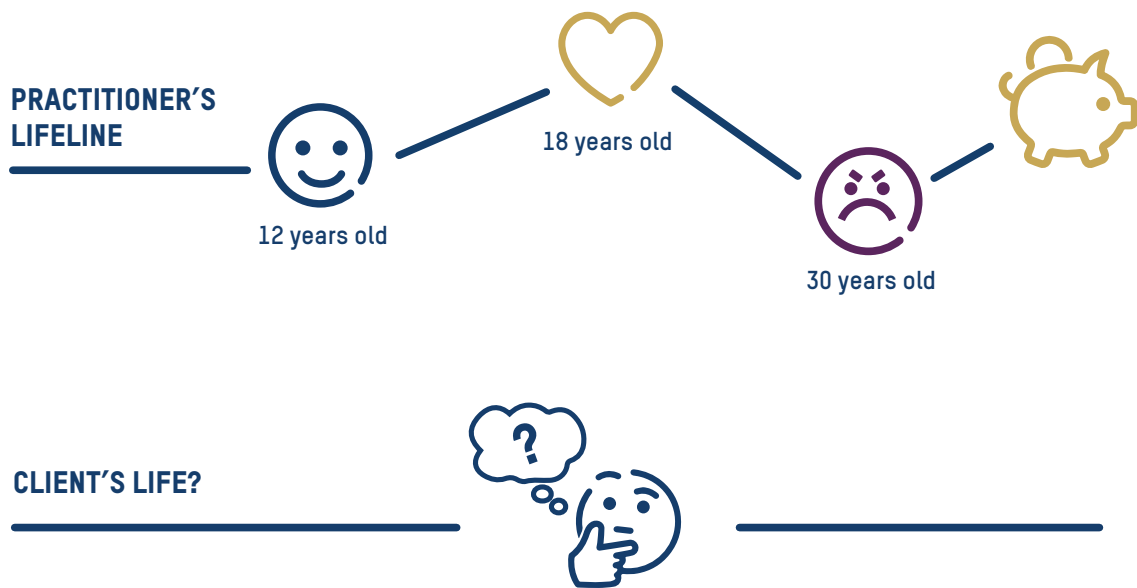 PRACTITIONER'S
LIFELINE
18 years old
12 years old
30 years old
?
CLIENT'S LIFE?